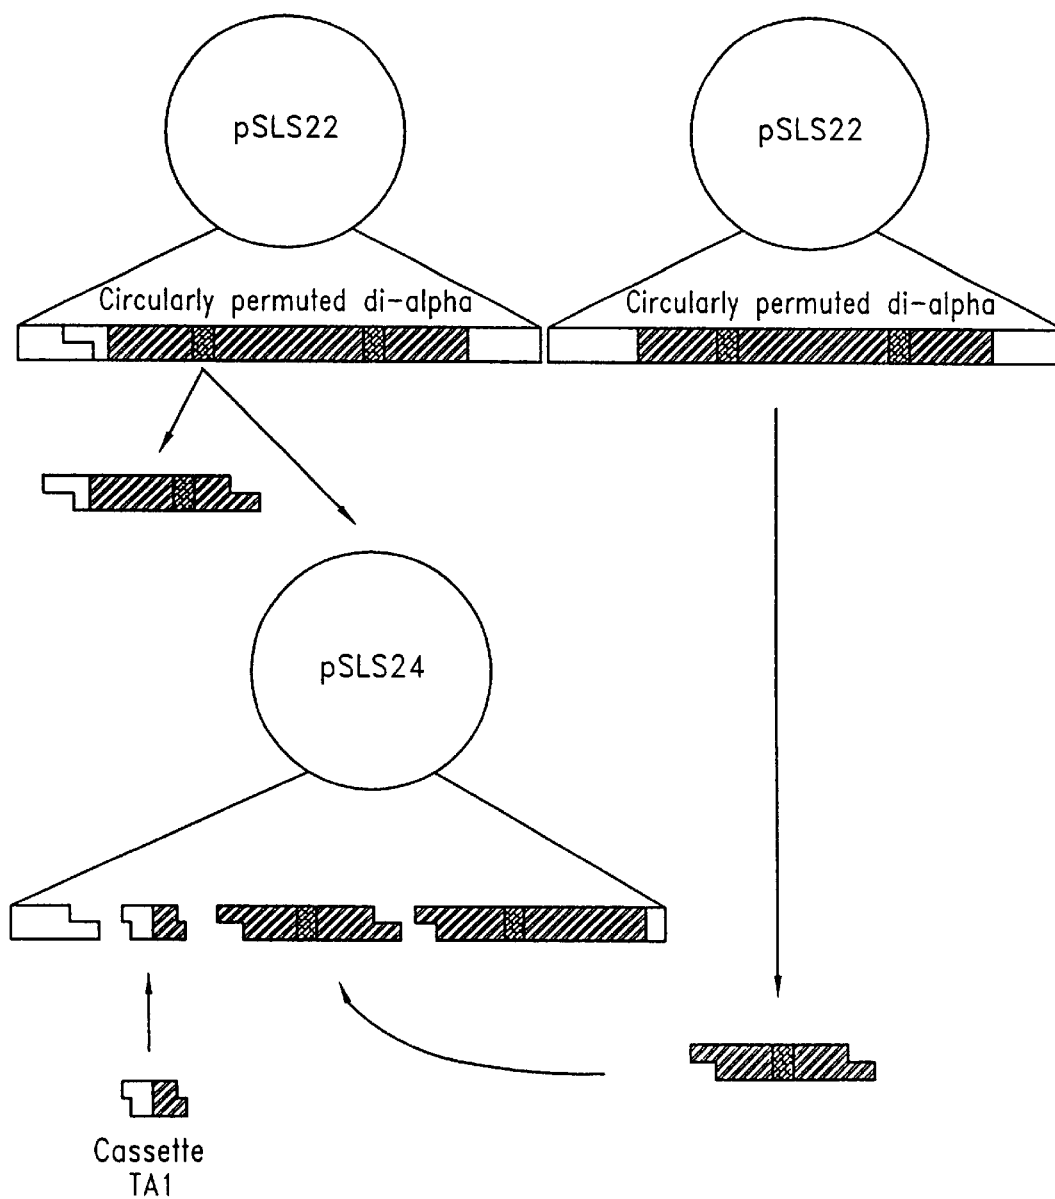 pSLS22
pSLS22
Circularly permuted di-alpha
Circularly permuted di-alpha
pSLS24
Cassette
TA1